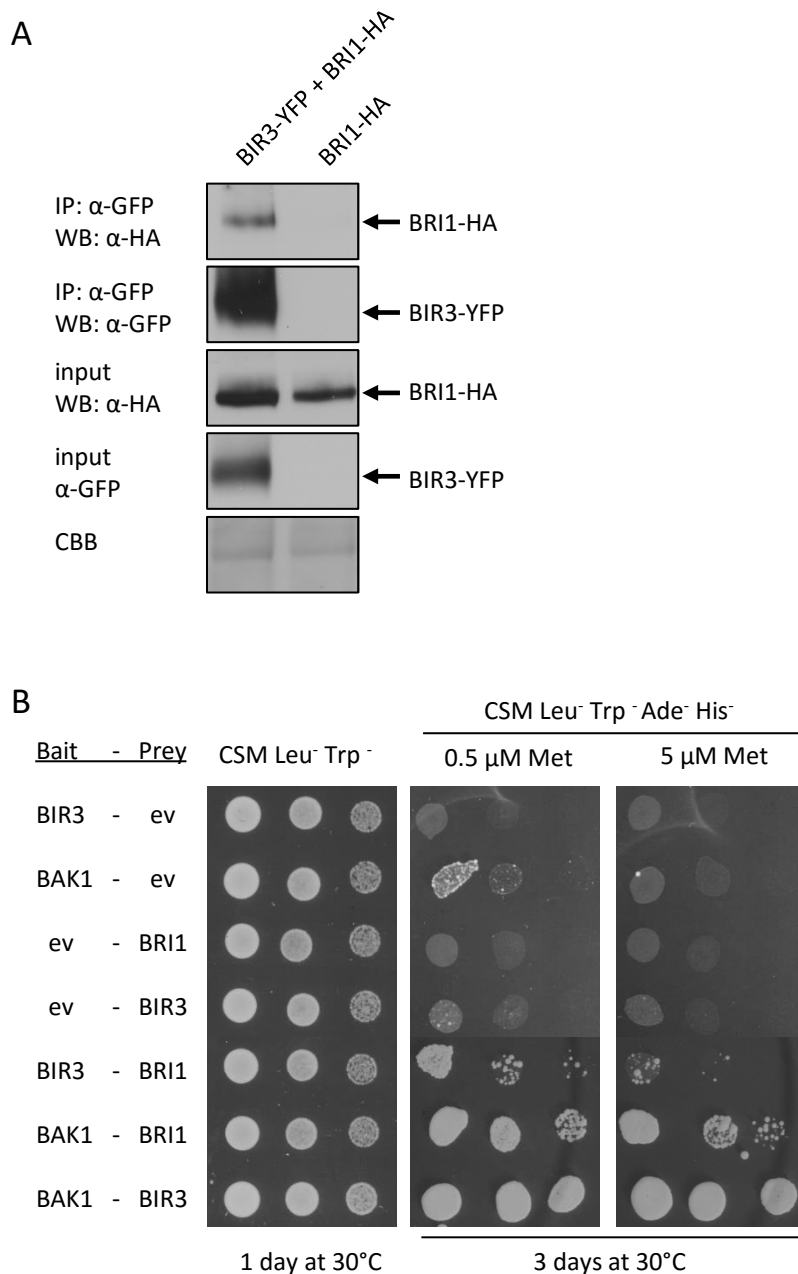 A
BIR3-YFP + BRI1-HA
BRI1-HA
IP: α-GFP
WB: α-HA
BRI1-HA
IP: α-GFP
WB: α-GFP
BIR3-YFP
input
WB: α-HA
BRI1-HA
input
α-GFP
BIR3-YFP
CBB
B
CSM Leu⁻ Trp ⁻ Ade⁻ His⁻
Bait - Prey CSM Leu⁻ Trp ⁻ 0.5 µM Met 5 µM Met
BIR3 - ev
BAK1 - ev
ev - BRI1
ev - BIR3
BIR3 - BRI1
BAK1 - BRI1
BAK1 - BIR3
1 day at 30°C 3 days at 30°C